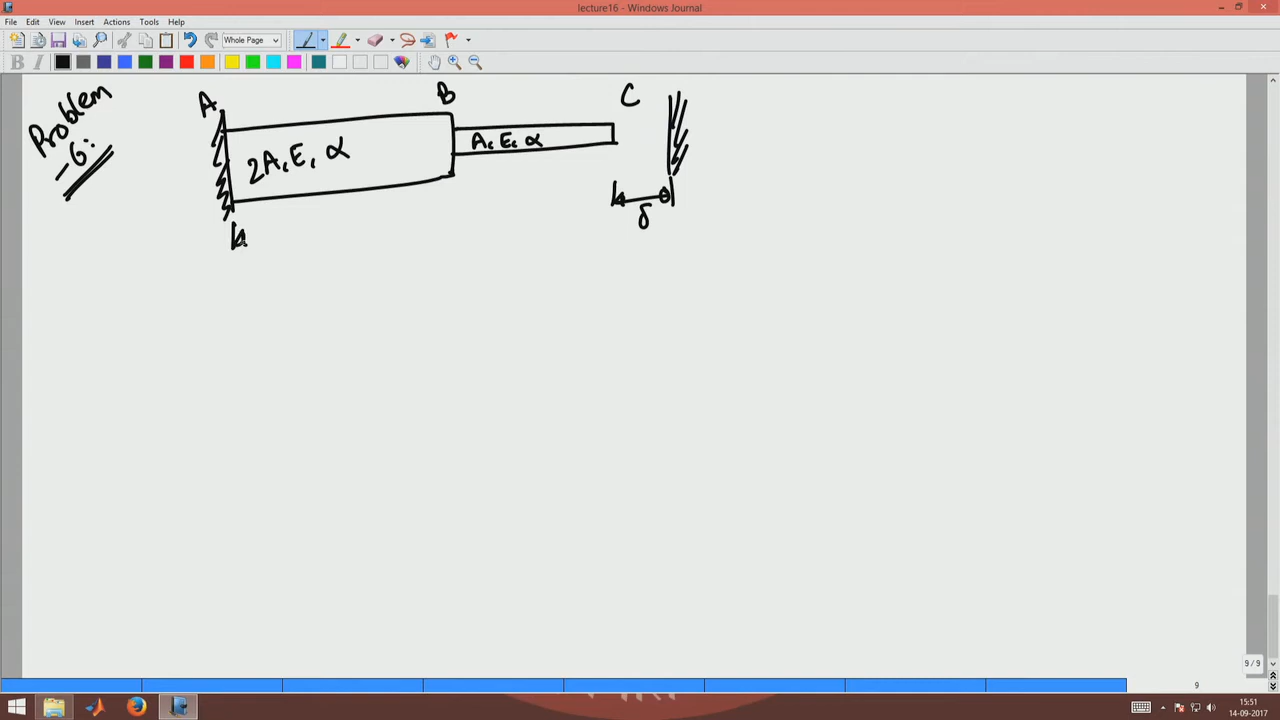 lecture16 - Windows Journal
File Edit View Insert Actions Tools Help
Whole Page
Problem
-6:
A B C
2A, E, α
A, E, α
δ
9 / 9
9
15:51
14-09-2017